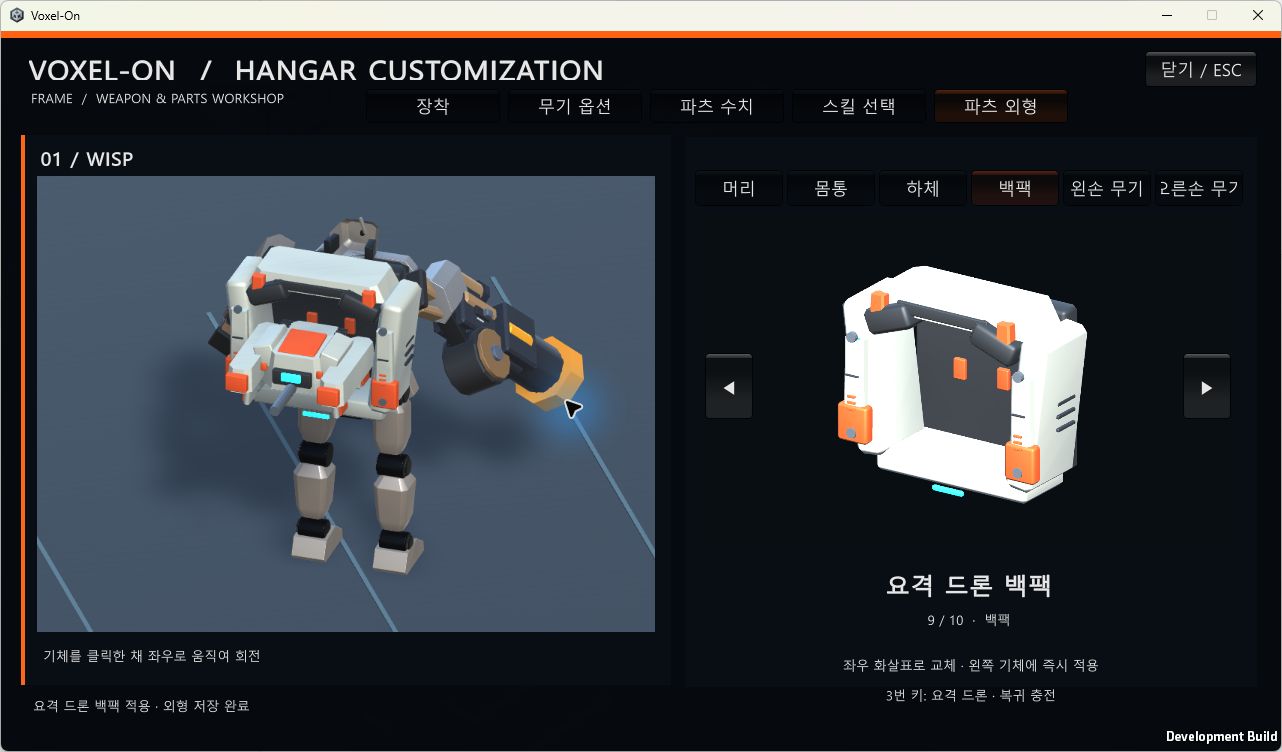 Voxel-On
VOXEL-ON / HANGAR CUSTOMIZATION
닫기 / ESC
FRAME / WEAPON & PARTS WORKSHOP
장착
무기 옵션
파츠 수치
스킬 선택
파츠 외형
01 / WISP
머리
몸통
하체
백팩
왼손 무기
오른손 무기
요격 드론 백팩
9 / 10 · 백팩
기체를 클릭한 채 좌우로 움직여 회전
좌우 화살표로 교체 · 왼쪽 기체에 즉시 적용
3번 키: 요격 드론 · 복귀 충전
요격 드론 백팩 적용 · 외형 저장 완료
Development Build